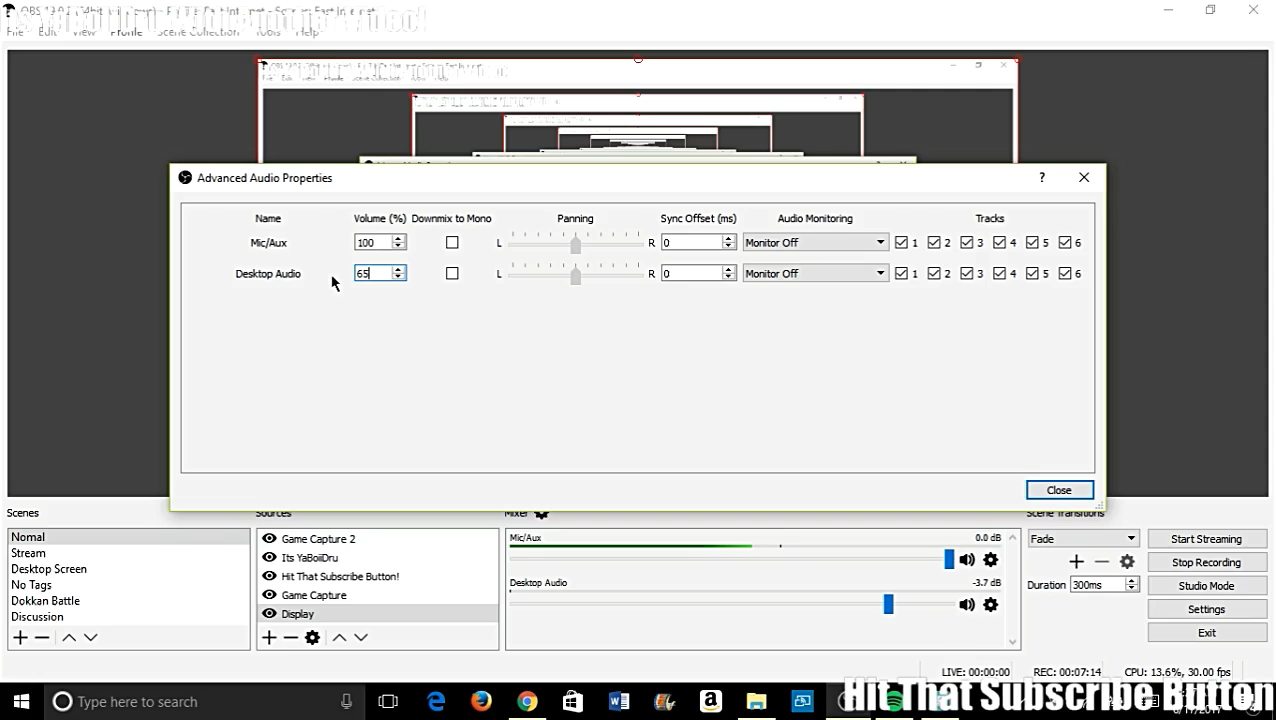 Advanced Audio Properties
?
Name Volume (%) Downmix to Mono Panning Sync Offset (ms) Audio Monitoring Tracks
Mic/Aux 100 L R 0 Monitor Off 1 2 3 4 5 6
Desktop Audio 65 L R 0 Monitor Off 1 2 3 4 5 6
Close
Scenes
Normal
Stream
Desktop Screen
No Tags
Dokkan Battle
Discussion
Sources
Game Capture 2
Its YaBoiDru
Hit That Subscribe Button!
Game Capture
Display
Mixer
Mic/Aux 0.0 dB
Desktop Audio -3.7 dB
Scene Transitions
Fade
Duration 300ms
Start Streaming
Stop Recording
Studio Mode
Settings
Exit
LIVE: 00:00:00 REC: 00:07:14 CPU: 13.6%, 30.00 fps
Type here to search
Hit That Subscribe Button